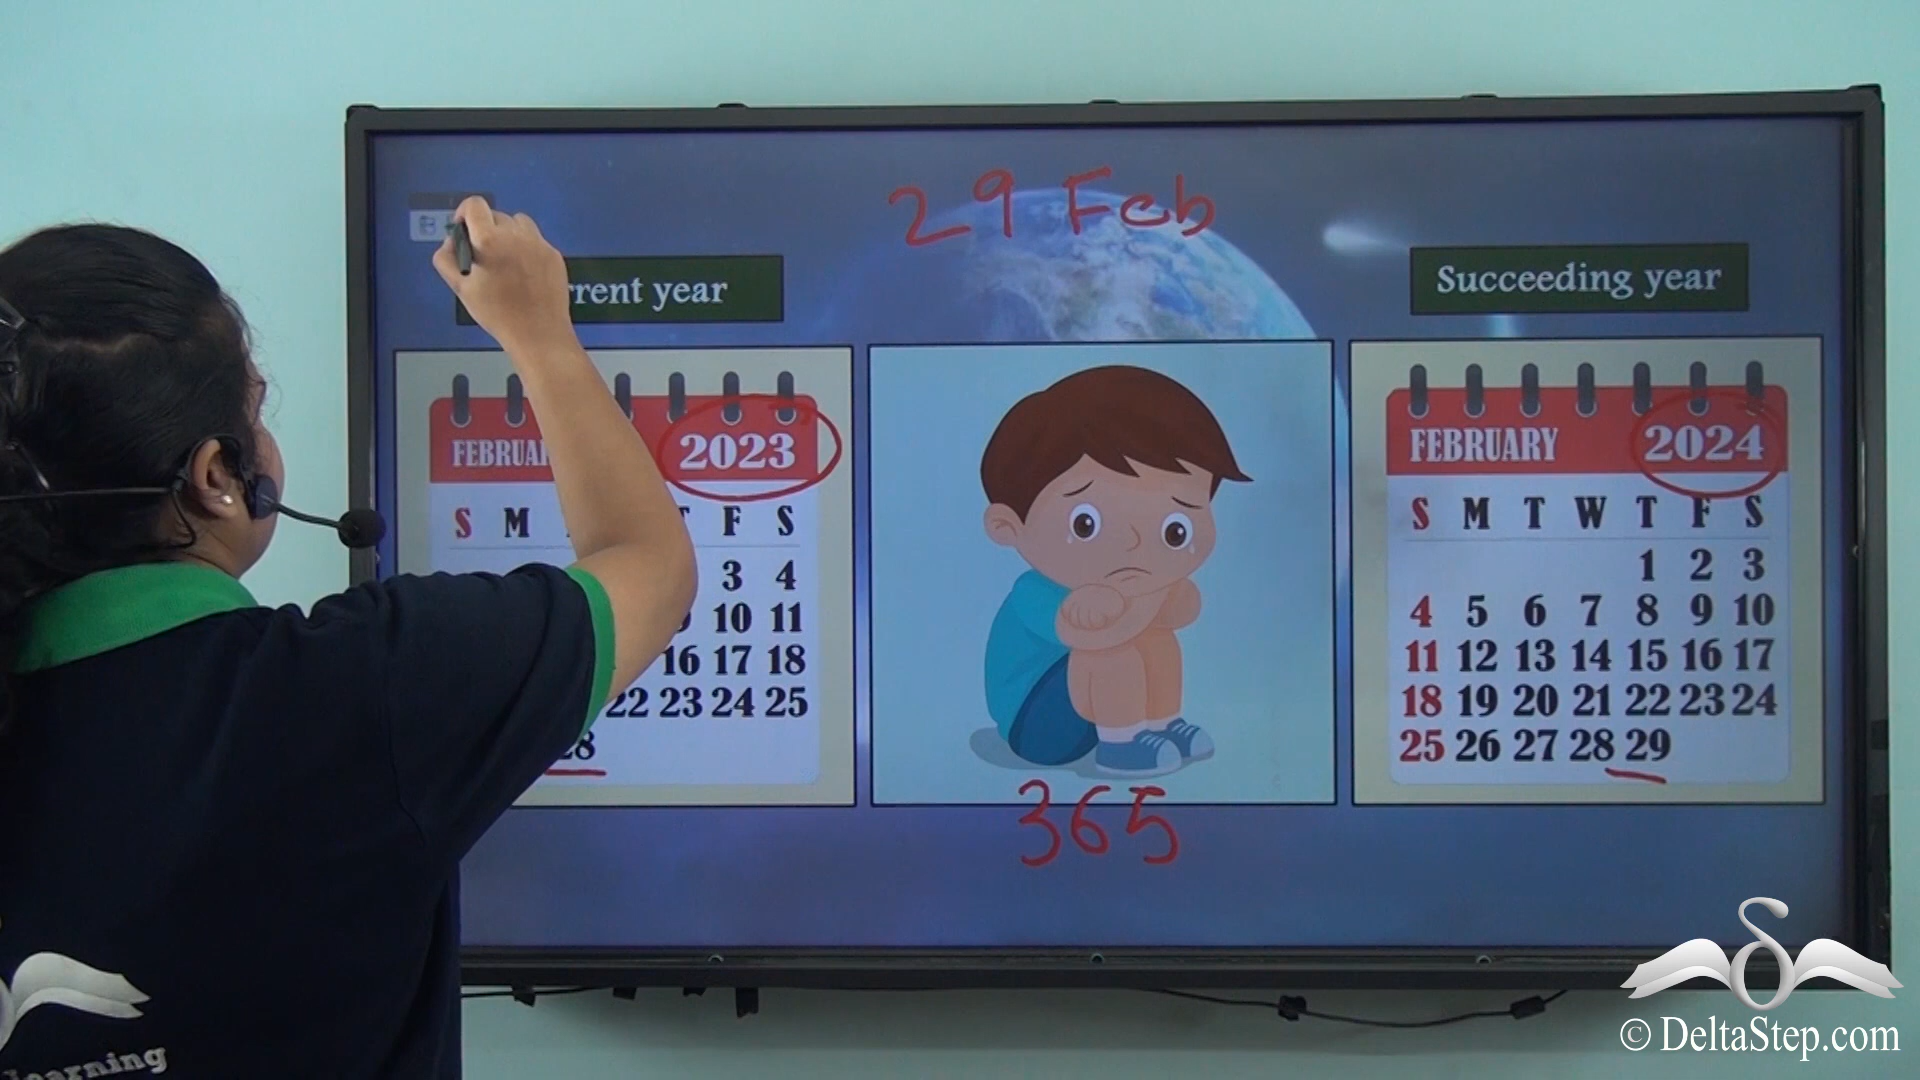 29 Feb
rrent year
Succeeding year
FEBRUA 2023
S M F S
3 4
10 11
16 17 18
22 23 24 25
28
365
FEBRUARY 2024
S M T W T F S
1 2 3
4 5 6 7 8 9 10
11 12 13 14 15 16 17
18 19 20 21 22 23 24
25 26 27 28 29
earning
© DeltaStep.com